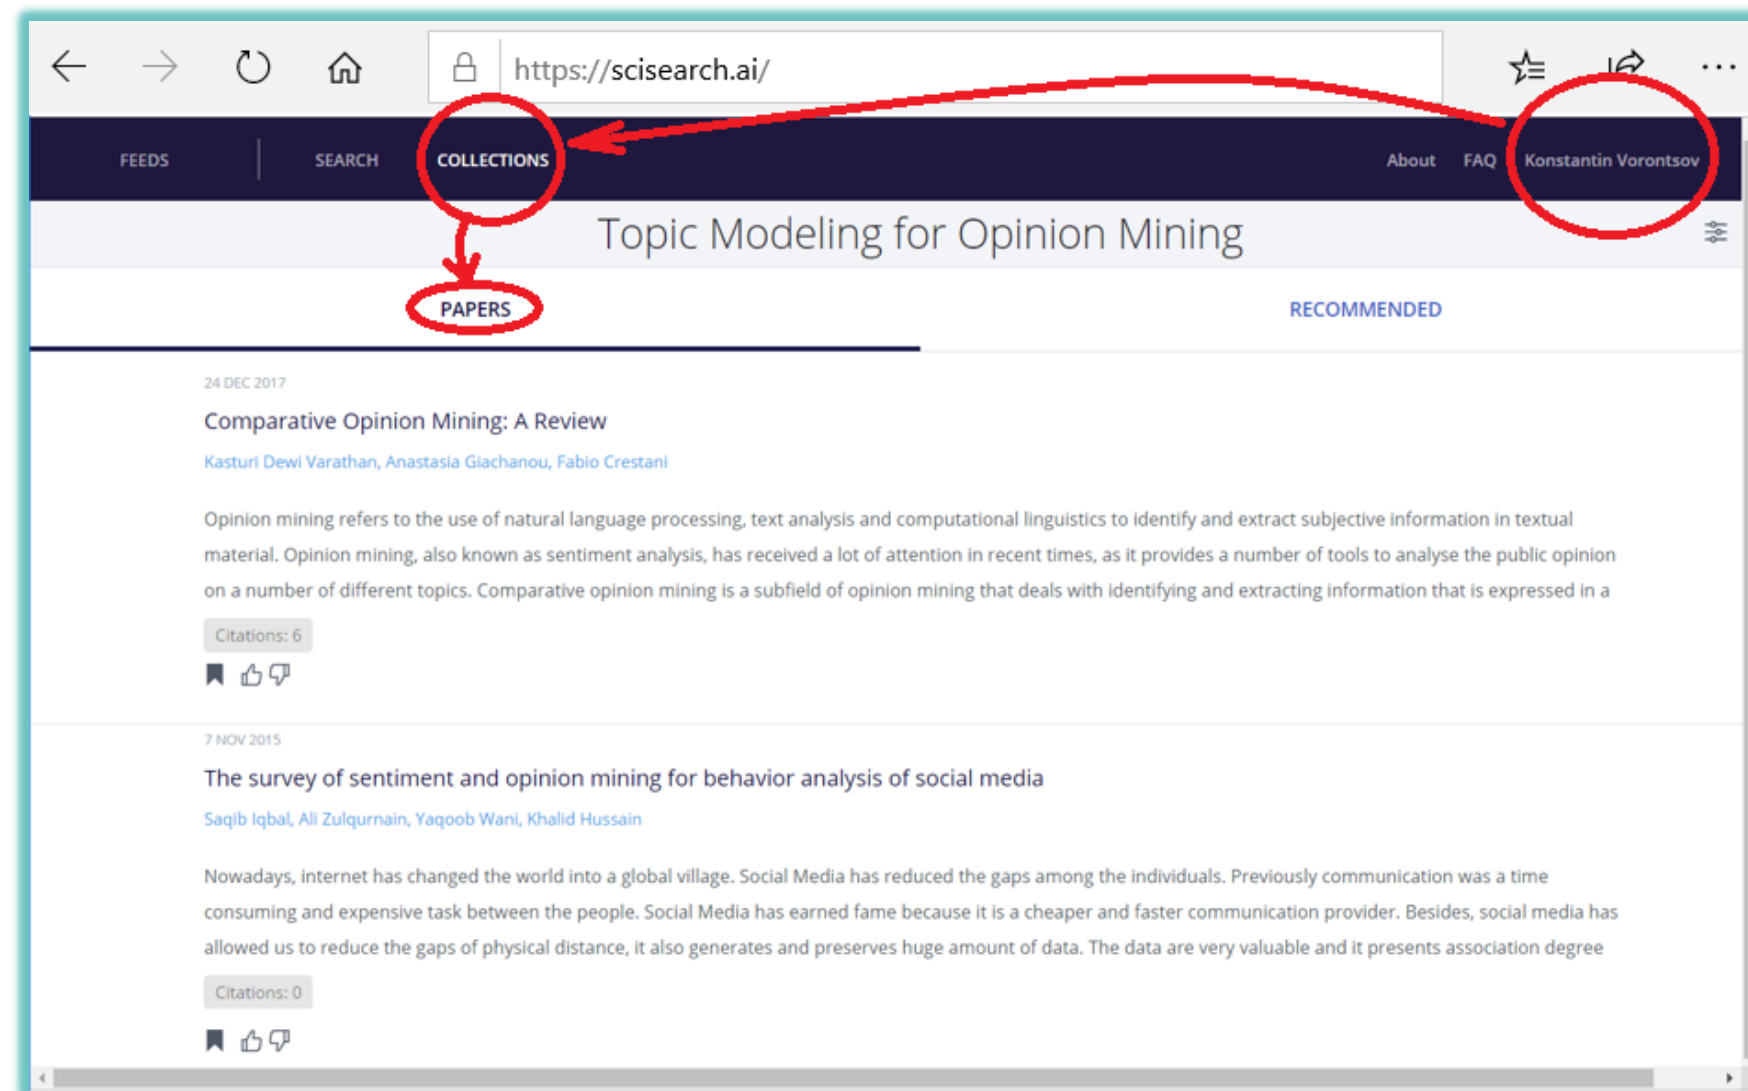 https://scisearch.ai/
FEEDS SEARCH COLLECTIONS About FAQ Konstantin Vorontsov
Topic Modeling for Opinion Mining
PAPERS RECOMMENDED
24 DEC 2017
Comparative Opinion Mining: A Review
Kasturi Dewi Varathan, Anastasia Giachanou, Fabio Crestani
Opinion mining refers to the use of natural language processing, text analysis and computational linguistics to identify and extract subjective information in textual
material. Opinion mining, also known as sentiment analysis, has received a lot of attention in recent times, as it provides a number of tools to analyse the public opinion
on a number of different topics. Comparative opinion mining is a subfield of opinion mining that deals with identifying and extracting information that is expressed in a
Citations: 6
7 NOV 2015
The survey of sentiment and opinion mining for behavior analysis of social media
Saqib Iqbal, Ali Zulqurnain, Yaqoob Wani, Khalid Hussain
Nowadays, internet has changed the world into a global village. Social Media has reduced the gaps among the individuals. Previously communication was a time
consuming and expensive task between the people. Social Media has earned fame because it is a cheaper and faster communication provider. Besides, social media has
allowed us to reduce the gaps of physical distance, it also generates and preserves huge amount of data. The data are very valuable and it presents association degree
Citations: 0